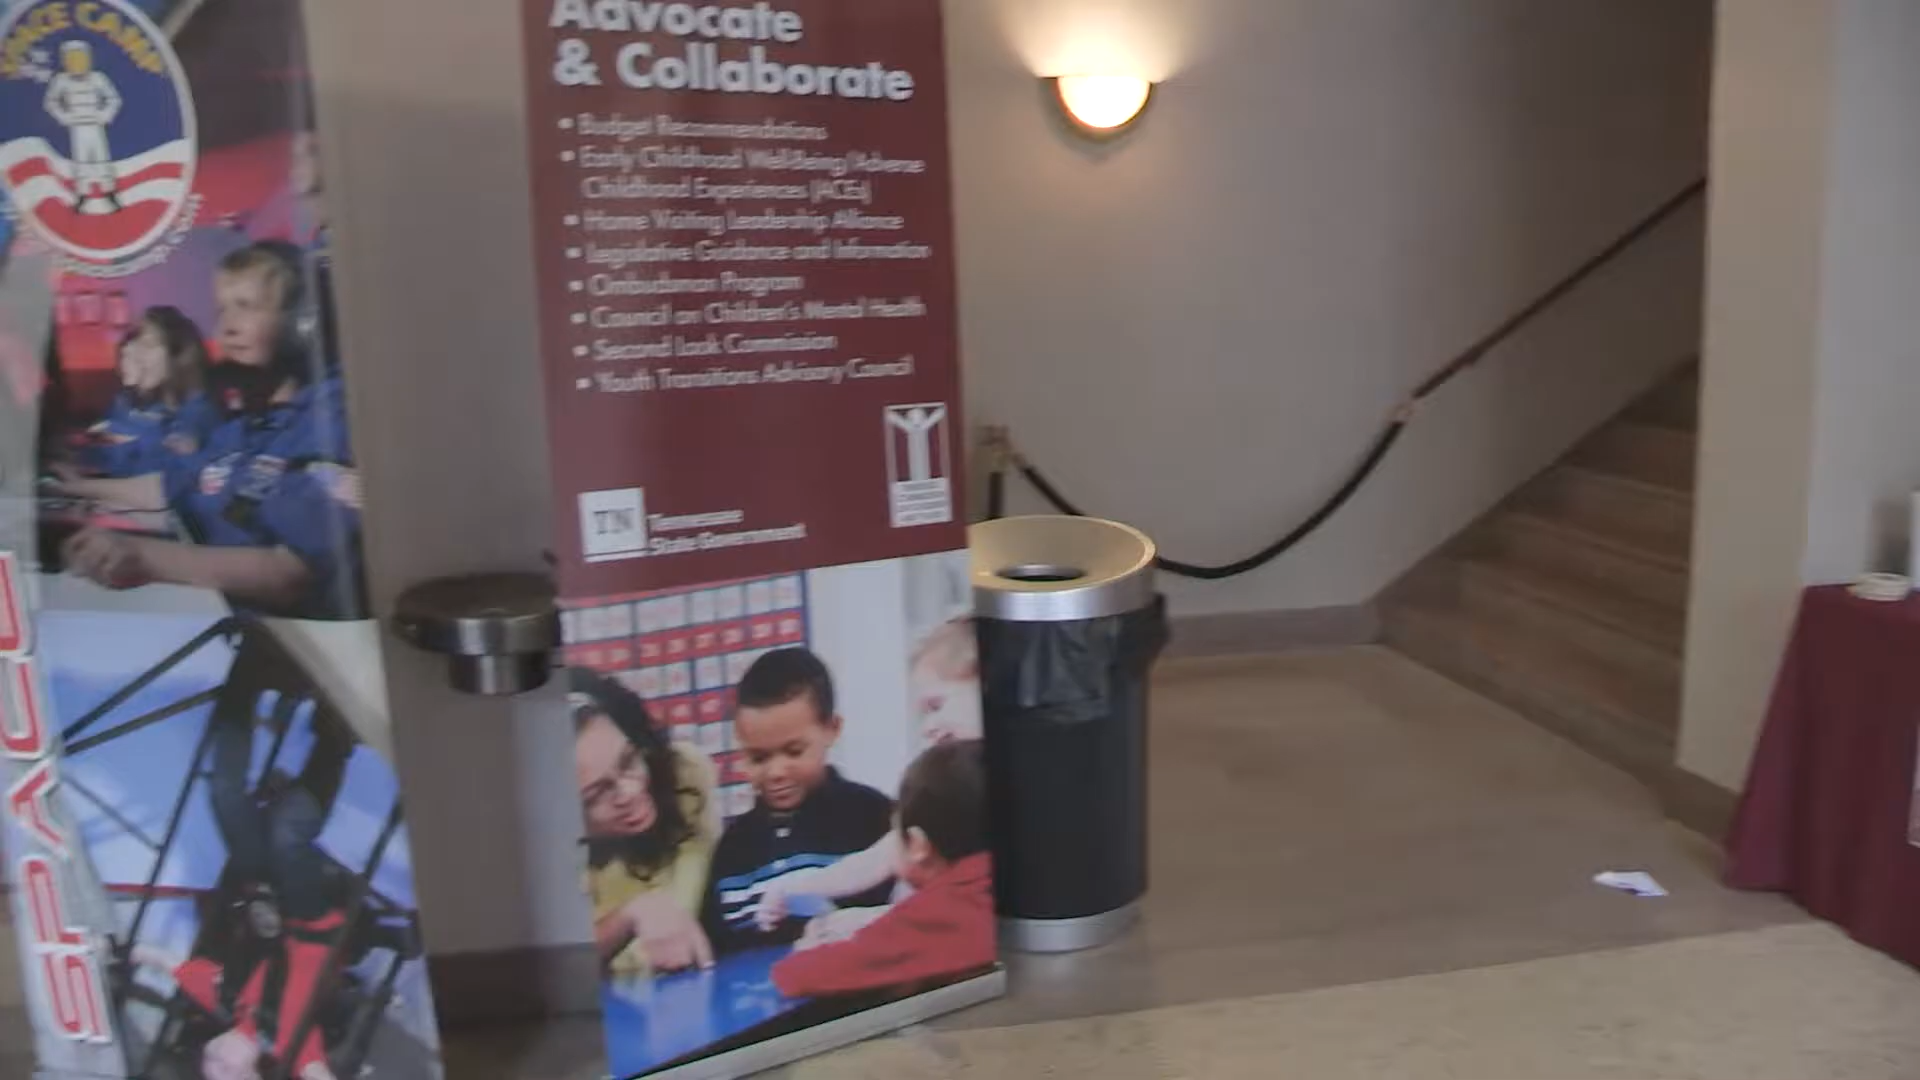 SPACE CAMP
SPACE
Advocate
& Collaborate
• Budget Recommendations
• Early Childhood Well-Being (Adverse
Childhood Experiences (ACEs)
• Home Visiting Leadership Alliance
• Legislative Guidance and Information
• Ombudsman Program
• Council on Children's Mental Health
• Second Look Commission
• Youth Transitions Advisory Council
TN
Tennessee
State Government